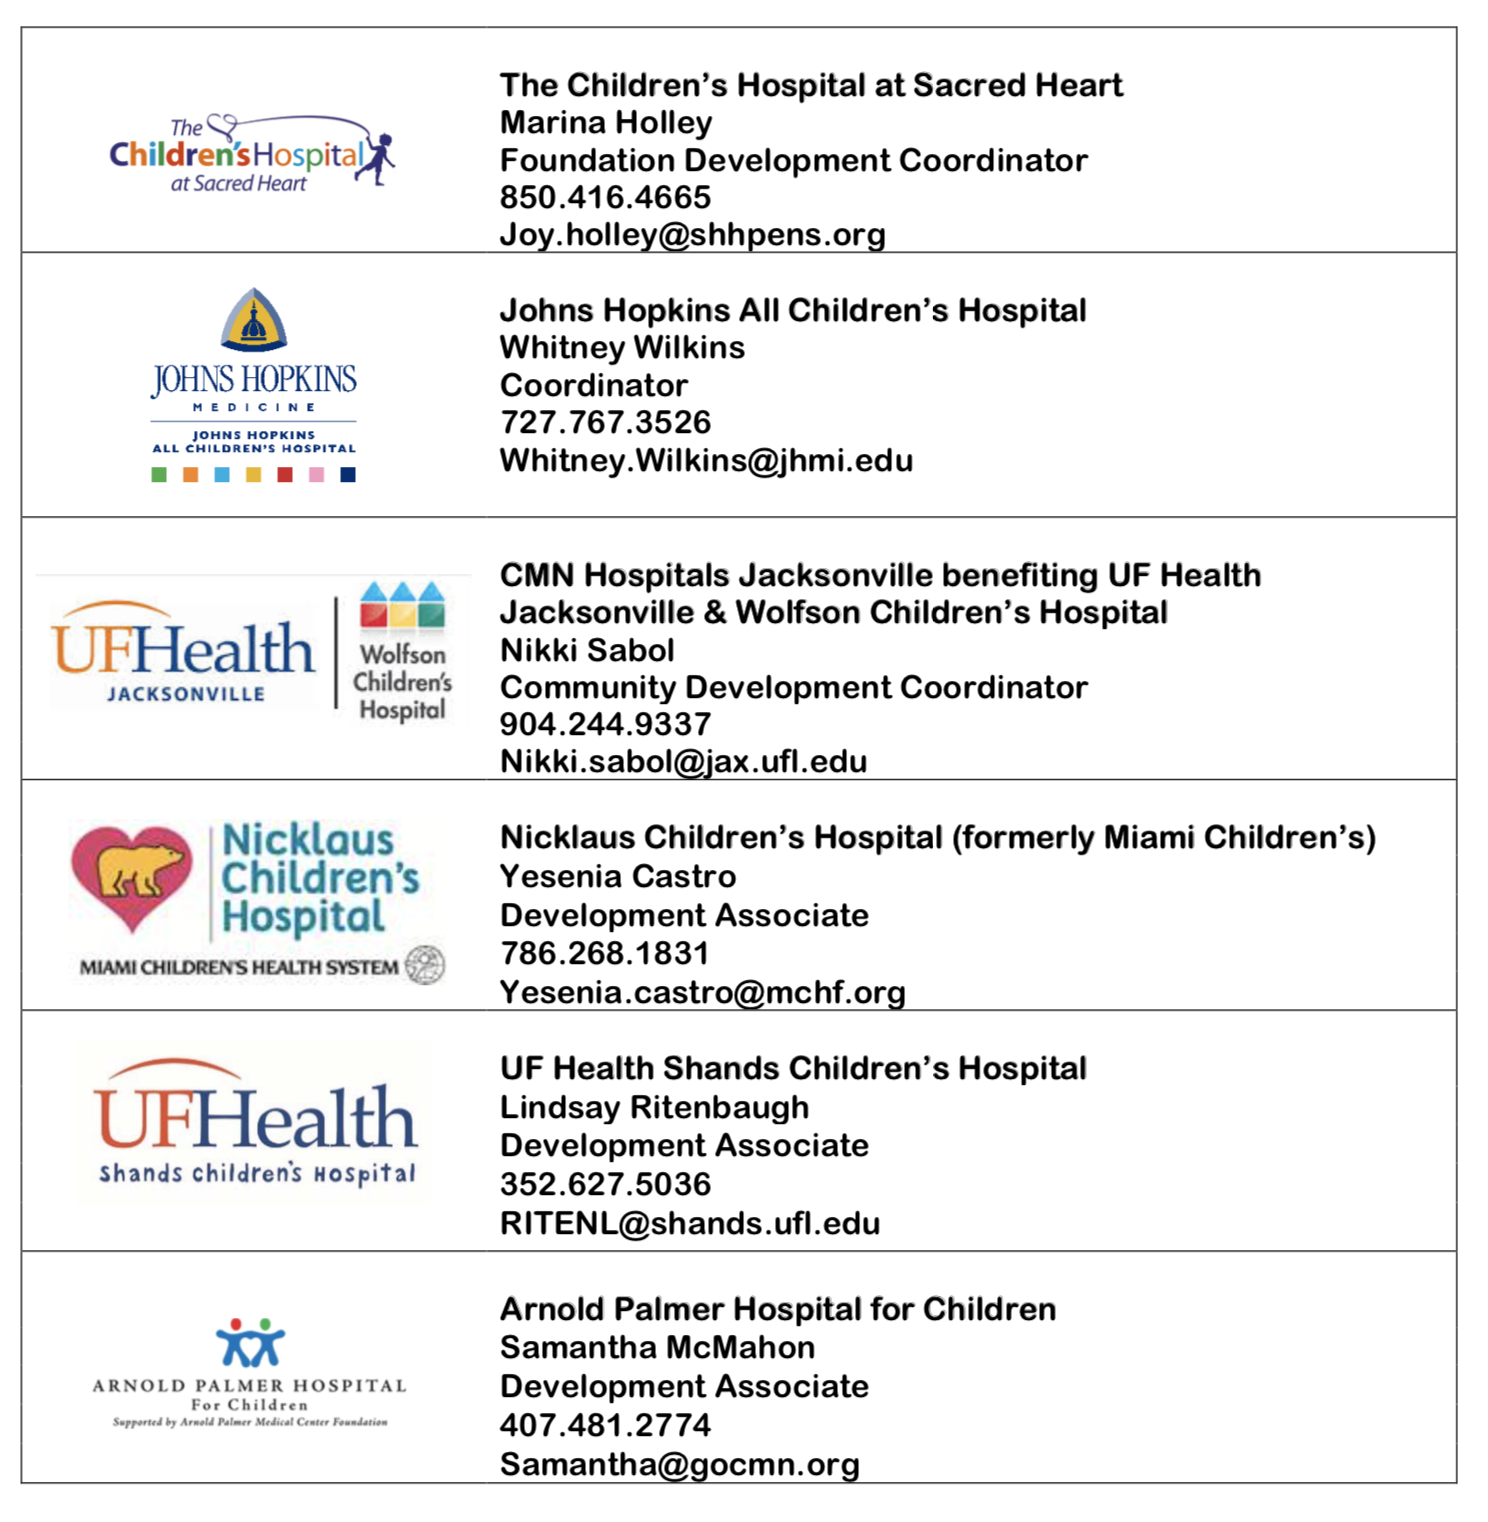 The
Children's Hospital
at Sacred Heart
The Children’s Hospital at Sacred Heart
Marina Holley
Foundation Development Coordinator
850.416.4665
Joy.holley@shhpens.org
JOHNS HOPKINS
MEDICINE
JOHNS HOPKINS
ALL CHILDREN'S HOSPITAL
Johns Hopkins All Children’s Hospital
Whitney Wilkins
Coordinator
727.767.3526
Whitney.Wilkins@jhmi.edu
UFHealth
JACKSONVILLE
Wolfson
Children's
Hospital
CMN Hospitals Jacksonville benefiting UF Health
Jacksonville & Wolfson Children’s Hospital
Nikki Sabol
Community Development Coordinator
904.244.9337
Nikki.sabol@jax.ufl.edu
Nicklaus
Children's
Hospital
MIAMI CHILDREN'S HEALTH SYSTEM
Nicklaus Children’s Hospital (formerly Miami Children’s)
Yesenia Castro
Development Associate
786.268.1831
Yesenia.castro@mchf.org
UFHealth
Shands Children's Hospital
UF Health Shands Children’s Hospital
Lindsay Ritenbaugh
Development Associate
352.627.5036
RITENL@shands.ufl.edu
ARNOLD PALMER HOSPITAL
For Children
Supported by Arnold Palmer Medical Center Foundation
Arnold Palmer Hospital for Children
Samantha McMahon
Development Associate
407.481.2774
Samantha@gocmn.org